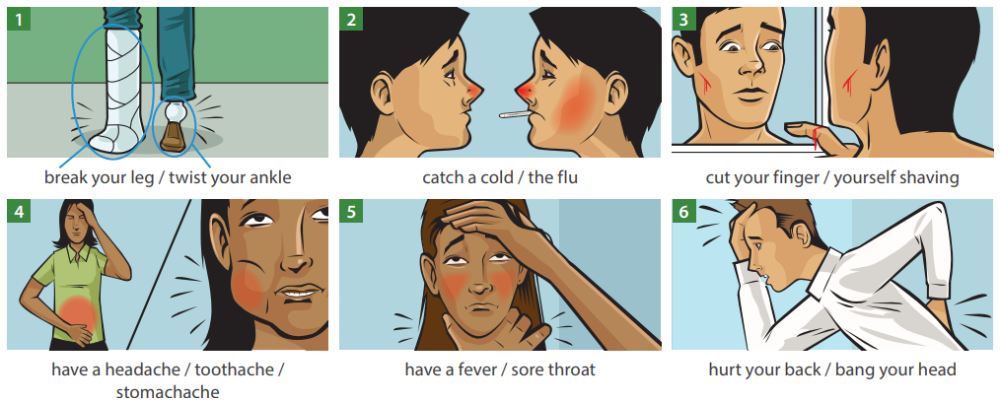 1
break your leg / twist your ankle
2
catch a cold / the flu
3
cut your finger / yourself shaving
4
have a headache / toothache /
stomachache
5
have a fever / sore throat
6
hurt your back / bang your head